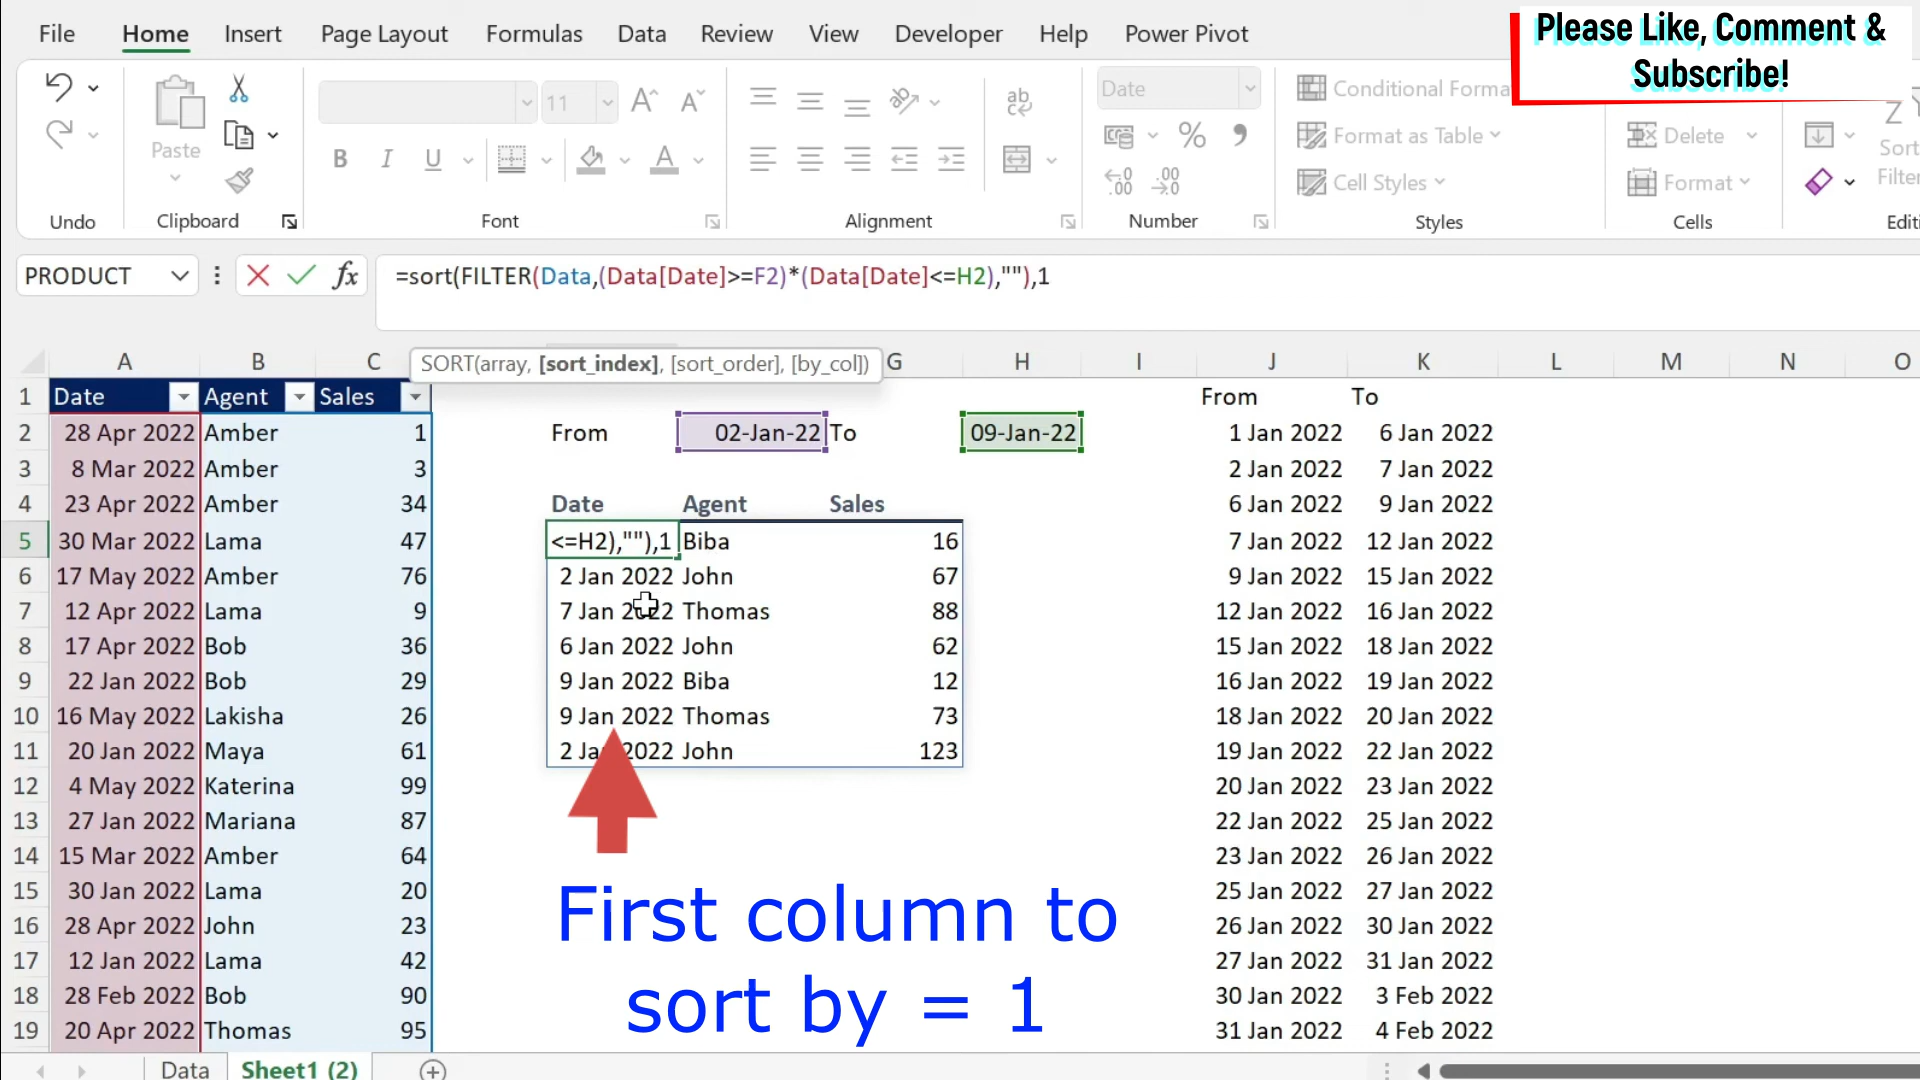 File Home Insert Page Layout Formulas Data Review View Developer Help Power Pivot
Please Like, Comment &
Subscribe!
Paste
11
B I U
A A A
ab
Date
% 9
.00 .00
Conditional Forma
Format as Table
Cell Styles
Delete
Format
Sort
Filter
Undo Clipboard Font Alignment Number Styles Cells Editi
PRODUCT fx =sort(FILTER(Data,(Data[Date]>=F2)*(Data[Date]<=H2),""),1
SORT(array, [sort_index], [sort_order], [by_col])
A B C G H I J K L M N O
1 Date Agent Sales From To
2 28 Apr 2022 Amber 1 From 02-Jan-22 To 09-Jan-22 1 Jan 2022 6 Jan 2022
3 8 Mar 2022 Amber 3 2 Jan 2022 7 Jan 2022
4 23 Apr 2022 Amber 34 Date Agent Sales 6 Jan 2022 9 Jan 2022
5 30 Mar 2022 Lama 47 <=H2),""),1 Biba 16 7 Jan 2022 12 Jan 2022
6 17 May 2022 Amber 76 2 Jan 2022 John 67 9 Jan 2022 15 Jan 2022
7 12 Apr 2022 Lama 9 7 Jan 2022 Thomas 88 12 Jan 2022 16 Jan 2022
8 17 Apr 2022 Bob 36 6 Jan 2022 John 62 15 Jan 2022 18 Jan 2022
9 22 Jan 2022 Bob 29 9 Jan 2022 Biba 12 16 Jan 2022 19 Jan 2022
10 16 May 2022 Lakisha 26 9 Jan 2022 Thomas 73 18 Jan 2022 20 Jan 2022
11 20 Jan 2022 Maya 61 2 Jan 2022 John 123 19 Jan 2022 22 Jan 2022
12 4 May 2022 Katerina 99 20 Jan 2022 23 Jan 2022
13 27 Jan 2022 Mariana 87 22 Jan 2022 25 Jan 2022
14 15 Mar 2022 Amber 64 23 Jan 2022 26 Jan 2022
15 30 Jan 2022 Lama 20 25 Jan 2022 27 Jan 2022
16 28 Apr 2022 John 23 26 Jan 2022 30 Jan 2022
17 12 Jan 2022 Lama 42 27 Jan 2022 31 Jan 2022
18 28 Feb 2022 Bob 90 30 Jan 2022 3 Feb 2022
19 20 Apr 2022 Thomas 95 31 Jan 2022 4 Feb 2022
First column to
sort by = 1
Data Sheet1 (2)